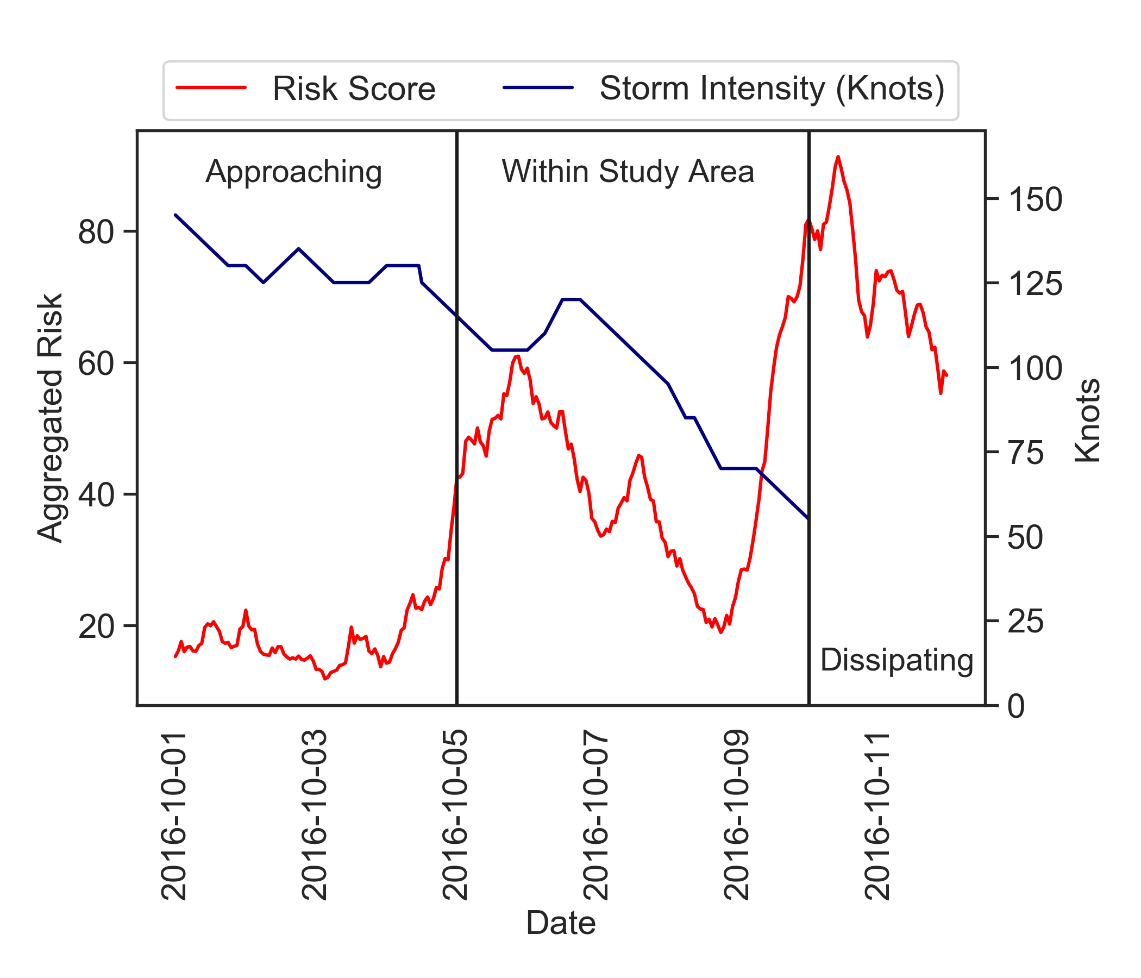 Risk Score Storm Intensity (Knots)
Approaching Within Study Area
Dissipating
Aggregated Risk
80
60
40
20
150
125
100
75
50
25
0
Knots
2016-10-01
2016-10-03
2016-10-05
2016-10-07
2016-10-09
2016-10-11
Date